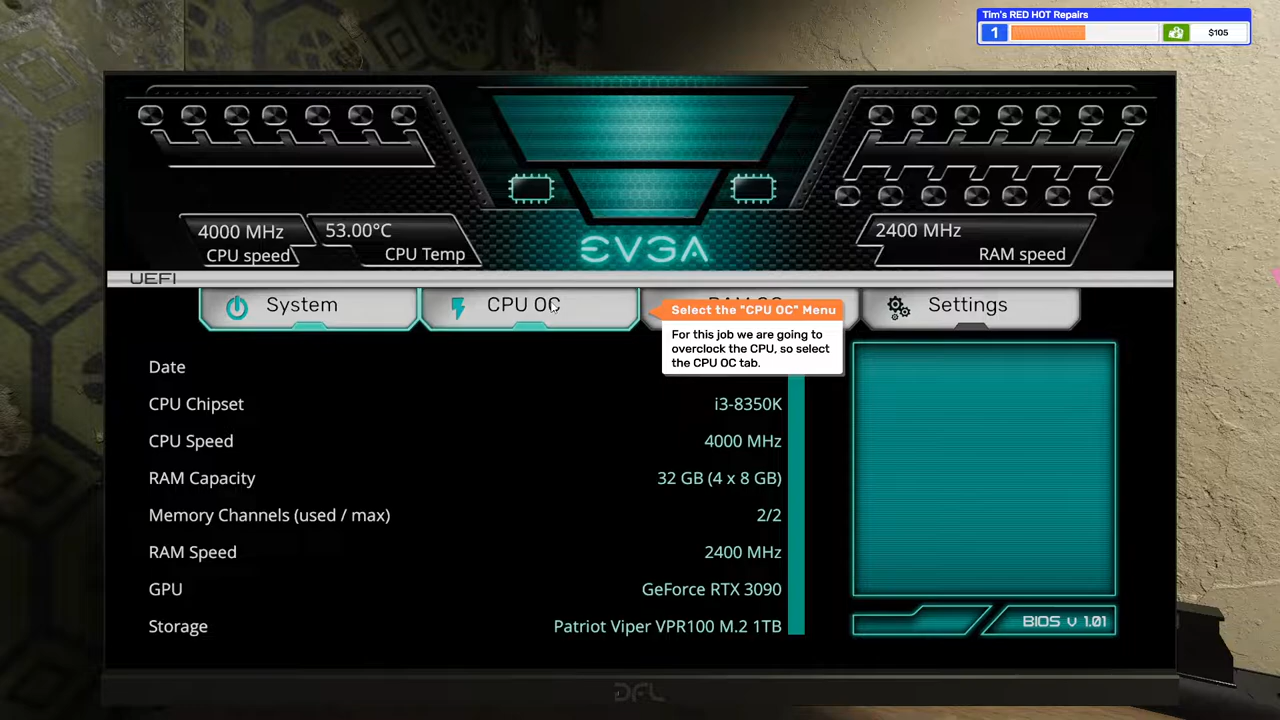 Tim's RED HOT Repairs
1
$105
4000 MHz
CPU speed
53.00°C
CPU Temp
EVGA
2400 MHz
RAM speed
UEFI
System
CPU OC
Settings
Select the "CPU OC" Menu
For this job we are going to
overclock the CPU, so select
the CPU OC tab.
Date
CPU Chipset i3-8350K
CPU Speed 4000 MHz
RAM Capacity 32 GB (4 x 8 GB)
Memory Channels (used / max) 2/2
RAM Speed 2400 MHz
GPU GeForce RTX 3090
Storage Patriot Viper VPR100 M.2 1TB
BIOS v 1.01
DFL